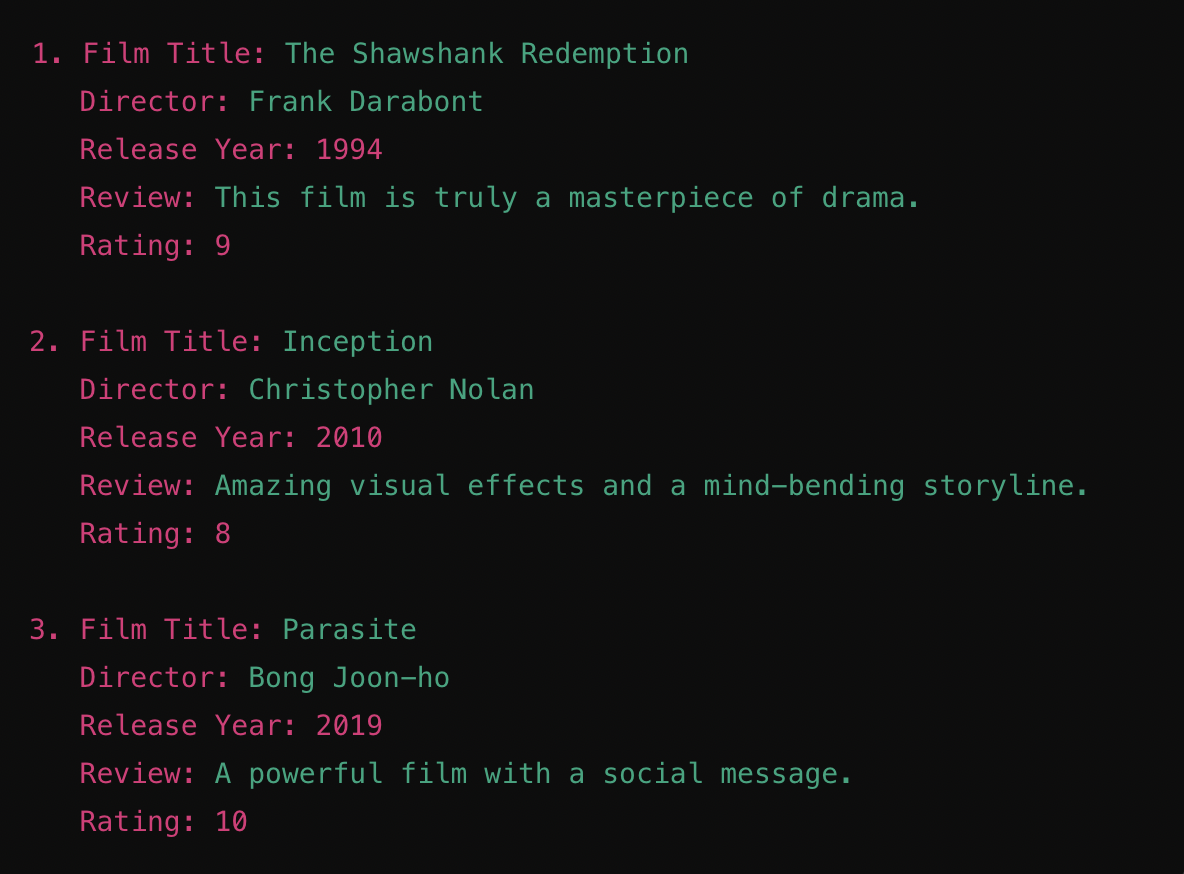 1. Film Title: The Shawshank Redemption
Director: Frank Darabont
Release Year: 1994
Review: This film is truly a masterpiece of drama.
Rating: 9
2. Film Title: Inception
Director: Christopher Nolan
Release Year: 2010
Review: Amazing visual effects and a mind-bending storyline.
Rating: 8
3. Film Title: Parasite
Director: Bong Joon-ho
Release Year: 2019
Review: A powerful film with a social message.
Rating: 10